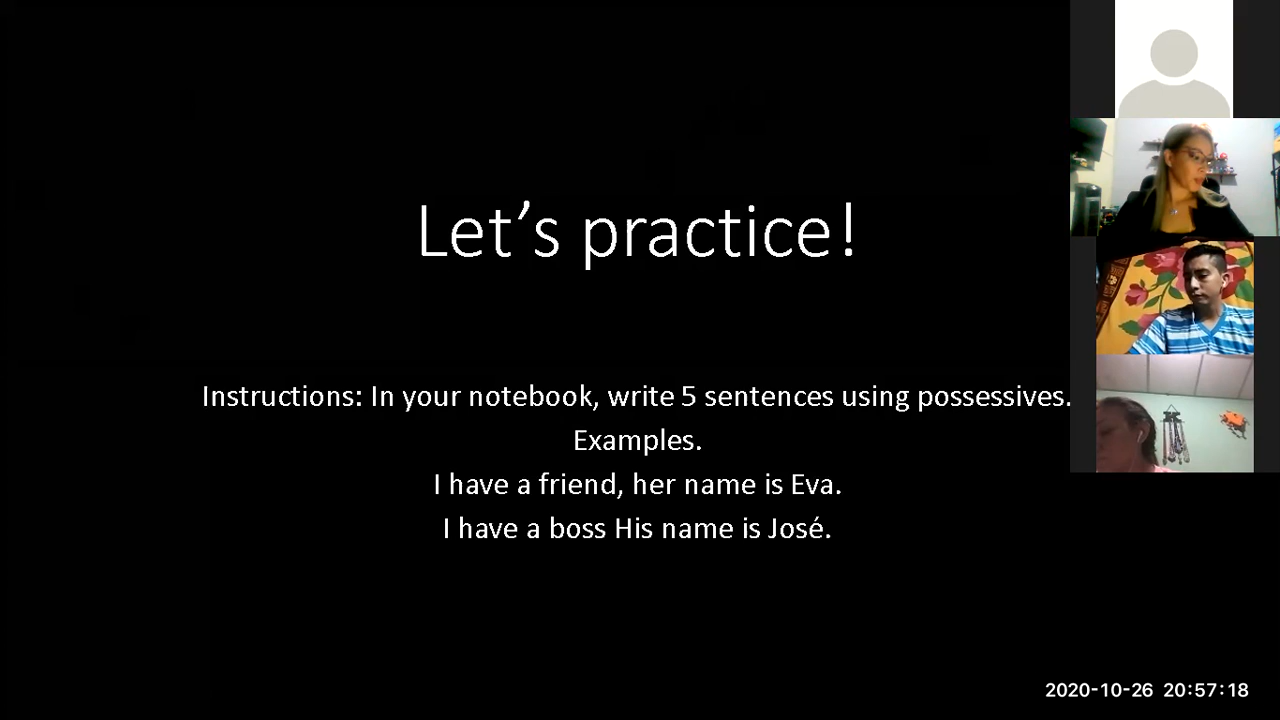 Let’s practice!
Instructions: In your notebook, write 5 sentences using possessives.
Examples.
I have a friend, her name is Eva.
I have a boss His name is José.
2020-10-26 20:57:18